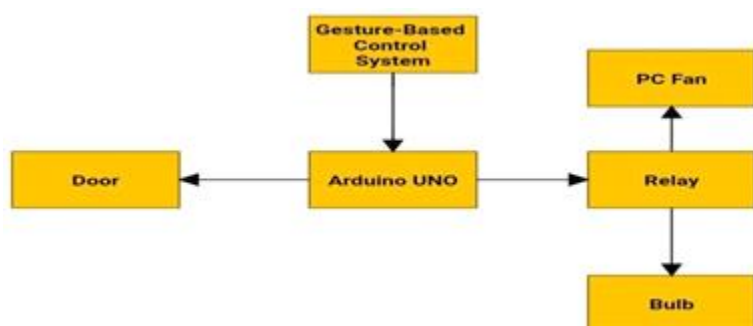 Gesture-Based
Control
System
PC Fan
Door
Arduino UNO
Relay
Bulb